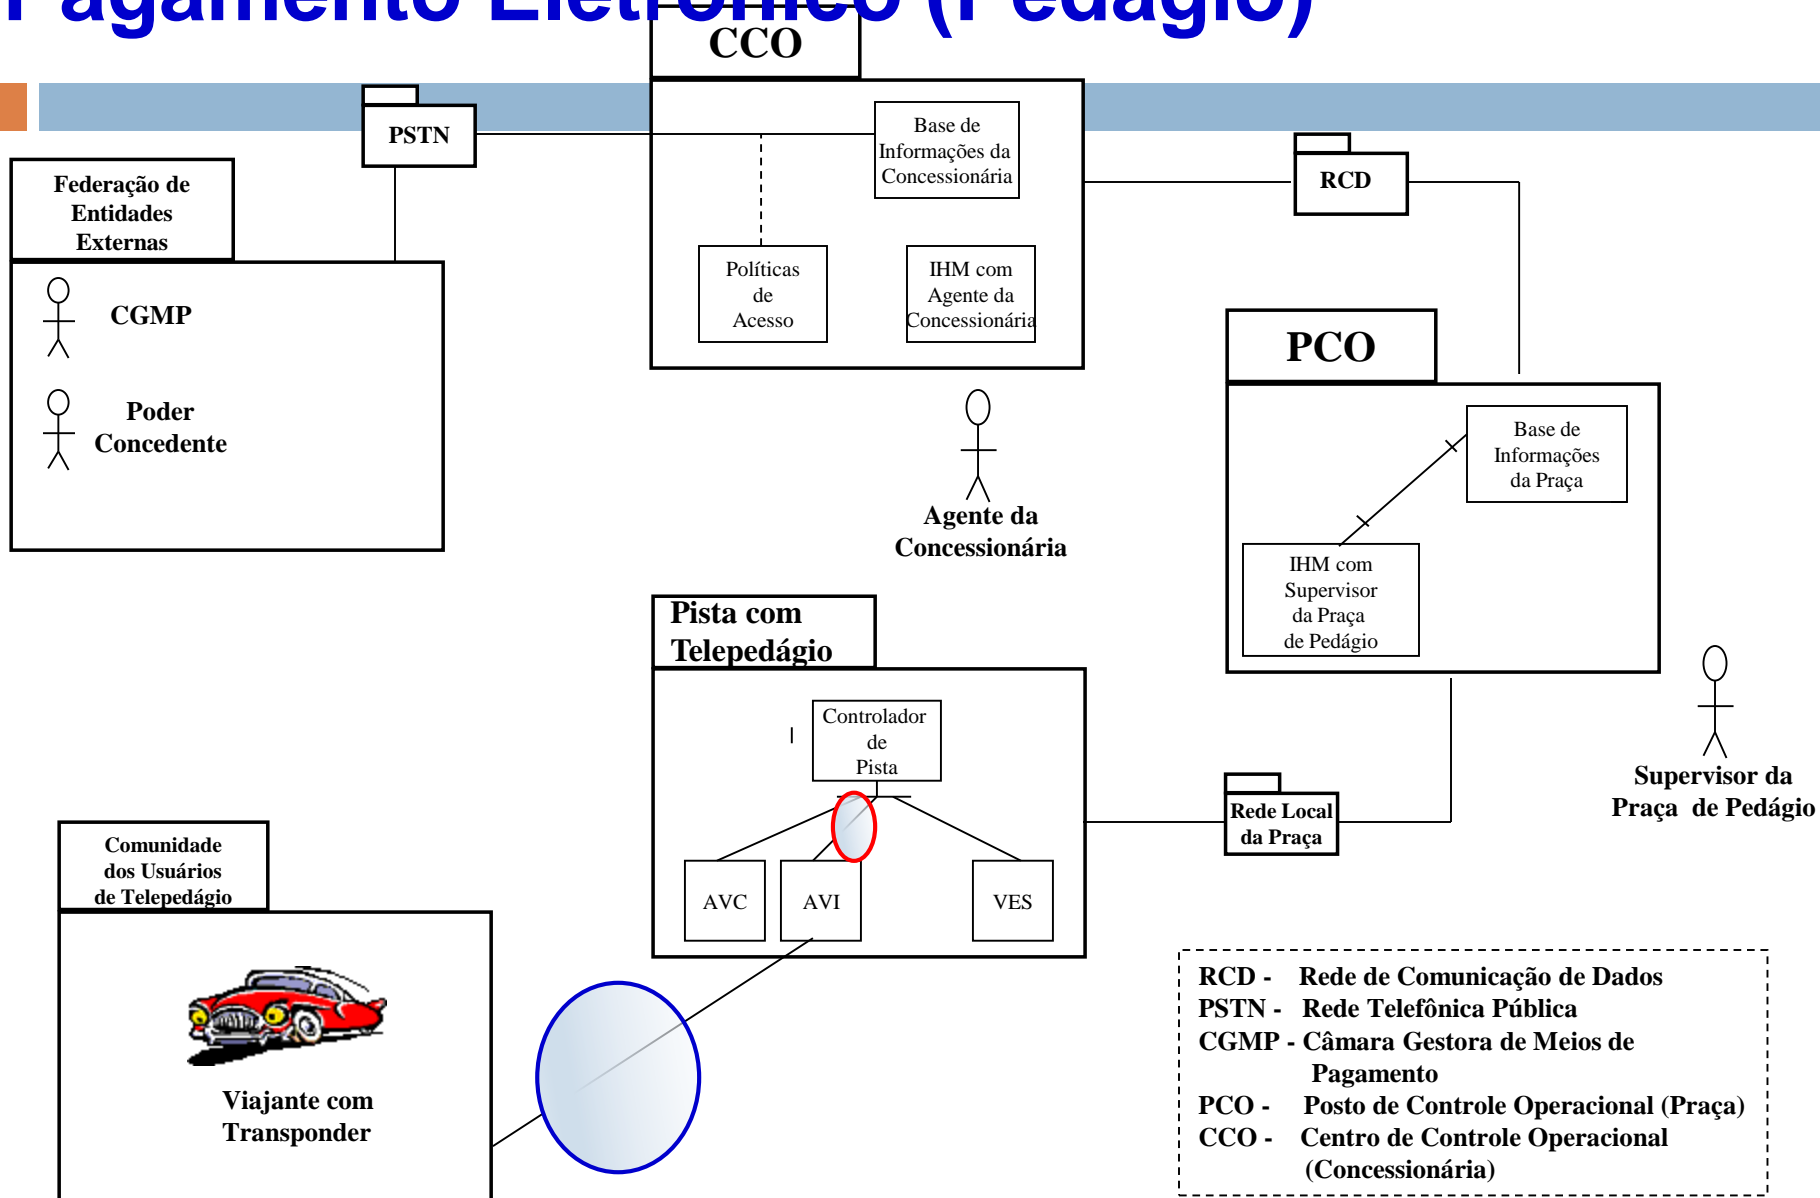 Pagamento Eletrônico (Pedágio)
CCO
PSTN
Base de
Informações da
Concessionária
RCD
Federação de
Entidades
Externas
Políticas
de
Acesso
IHM com
Agente da
Concessionária
CGMP
Poder
Concedente
PCO
Base de
Informações
da Praça
IHM com
Supervisor
da Praça
de Pedágio
Agente da
Concessionária
Pista com
Telepedágio
Controlador
de
Pista
AVC
AVI
VES
Rede Local
da Praça
Supervisor da
Praça de Pedágio
Comunidade
dos Usuários
de Telepedágio
Viajante com
Transponder
RCD - Rede de Comunicação de Dados
PSTN - Rede Telefônica Pública
CGMP - Câmara Gestora de Meios de
Pagamento
PCO - Posto de Controle Operacional (Praça)
CCO - Centro de Controle Operacional
(Concessionária)